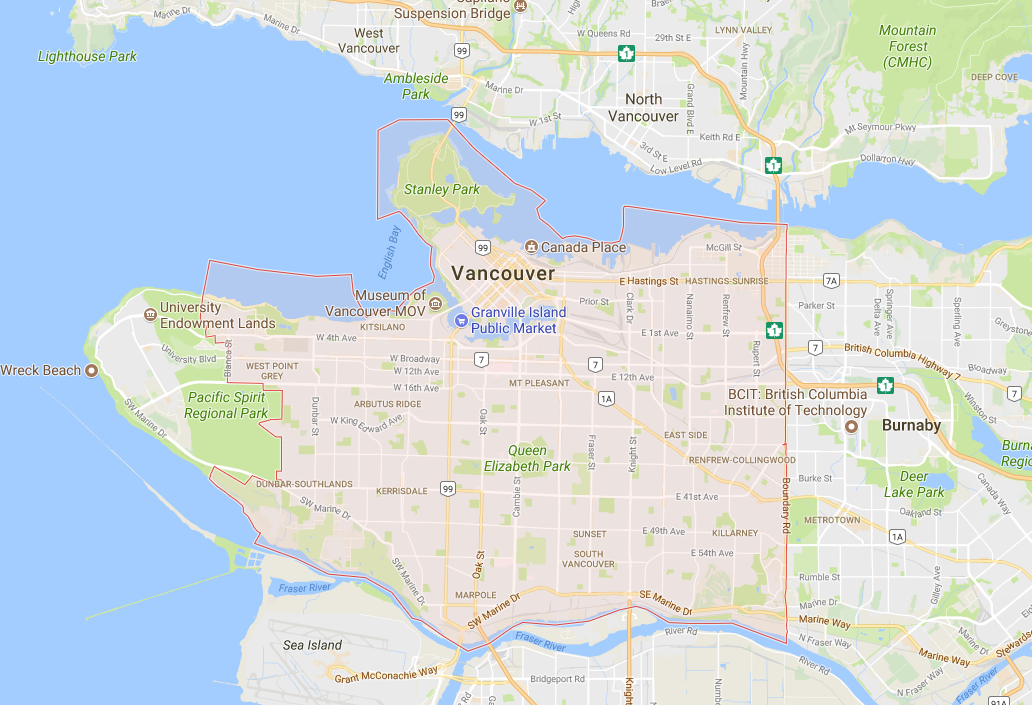 Capilano
Suspension Bridge
Marine Dr
Marine Dr
Lighthouse Park
West
Vancouver
99
W Queens Rd
29th St E
1
LYNN VALLEY
Mountain Hwy
Mountain
Forest
(CMHC)
DEEP COVE
Ambleside
Park
Marine Dr
99
W 1st St
North
Vancouver
Grand Blvd E
Keith Rd E
3rd St E
Low Level Rd
1
Mt Seymour Pkwy
Dollarton Hwy
Stanley Park
English Bay
99
Canada Place
McGill St
Vancouver
E Hastings St
HASTINGS-SUNRISE
7A
Museum of
Vancouver MOV
Granville Island
Public Market
Prior St
Clark Dr
Nanaimo St
Renfrew St
Rupert St
Parker St
Springer Ave
Delta Ave
Sperling Ave
University
Endowment Lands
KITSILANO
W 4th Ave
E 1st Ave
1
7
British Columbia Highway 7
Greystone
Broadway
University Blvd
Blanca St
Wreck Beach
WEST POINT
GREY
W Broadway
W 12th Ave
W 16th Ave
7
7
E 12th Ave
MT PLEASANT
1A
1
7
Winston St
BCIT: British Columbia
Institute of Technology
Burnaby
Pacific Spirit
Regional Park
SW Marine Dr
Dunbar St
ARBUTUS RIDGE
W King Edward Ave
Oak St
Fraser St
Knight St
EAST SIDE
Queen
Elizabeth Park
RENFREW-COLLINGWOOD
Burna
Regio
Deer
Lake Park
Canada Way
DUNBAR-SOUTHLANDS
KERRISDALE
99
Cambie St
E 41st Ave
Boundary Rd
Burke St
Oakland St
METROTOWN
1A
SW Marine Dr
SUNSET
E 49th Ave
KILLARNEY
SOUTH
VANCOUVER
E 54th Ave
SW Marine Dr
Oak St
Rumble St
Gilley Ave
Fraser River
MARPOLE
SW Marine Dr
SE Marine Dr
Marine Dr
Marine Way
Sea Island
Fraser River
River Rd
N Fraser Way
Marine Way
Stewards
River Rd
Grant McConachie Way
Bridgeport Rd
Knight
N Fraser Way
Fraser River
91A